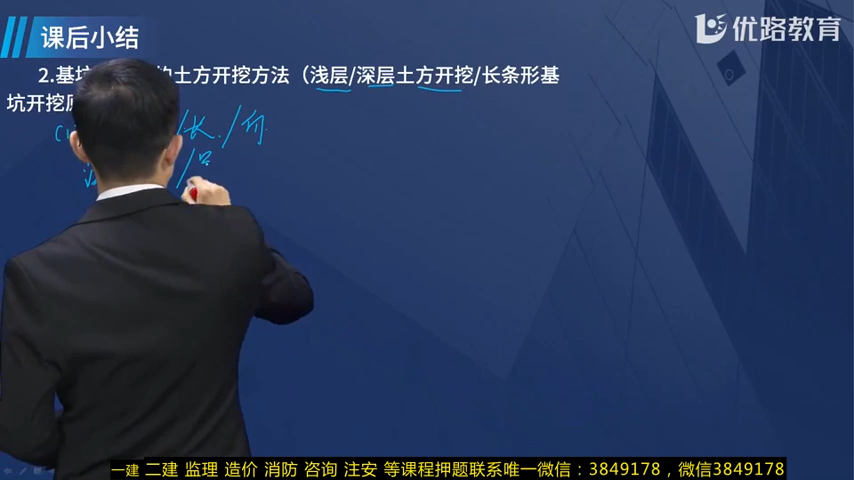 课后小结
优路教育
2.基坑的土方开挖方法（浅层/深层土方开挖/长条形基
坑开挖
/长./
一建 二建 监理 造价 消防 咨询 注安 等课程押题联系唯一微信：3849178，微信3849178